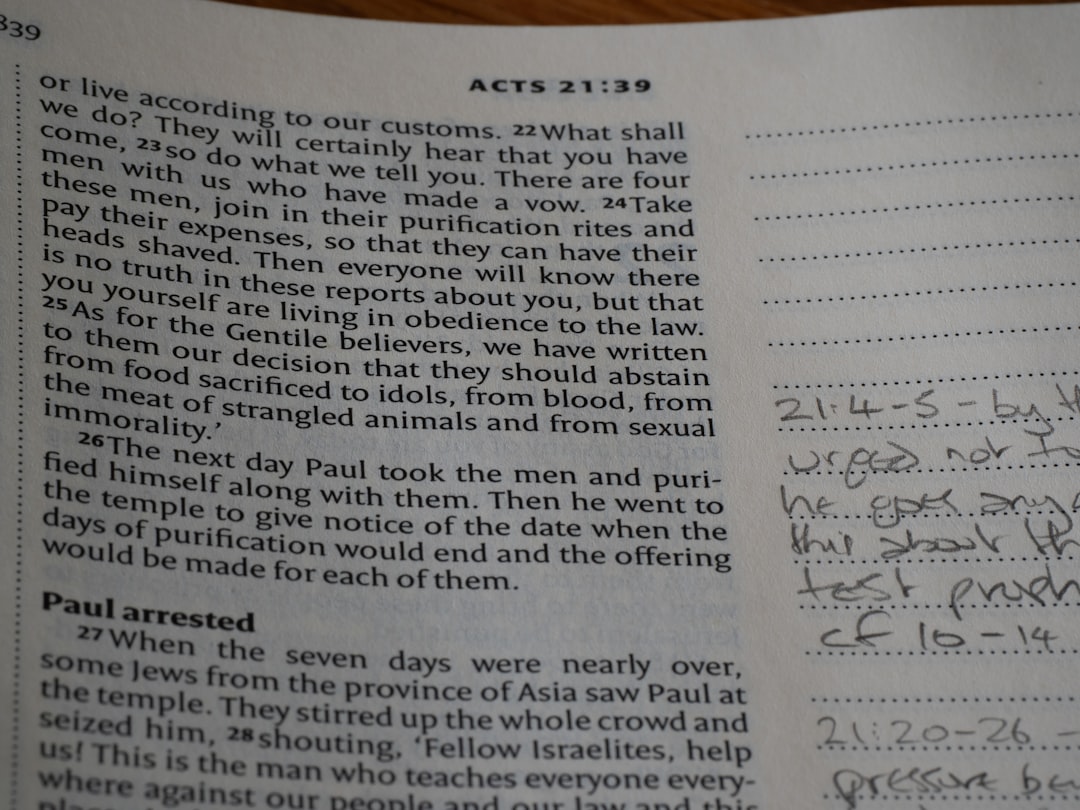 339
ACTS 21:39
or live according to our customs. 22 What shall
we do? They will certainly hear that you have
come, 23 so do what we tell you. There are four
men with us who have made a vow. 24 Take
these men, join in their purification rites and
pay their expenses, so that they can have their
heads shaved. Then everyone will know there
is no truth in these reports about you, but that
you yourself are living in obedience to the law.
25 As for the Gentile believers, we have written
to them our decision that they should abstain
from food sacrificed to idols, from blood, from
the meat of strangled animals and from sexual
immorality.’
26 The next day Paul took the men and puri-
fied himself along with them. Then he went to
the temple to give notice of the date when the
days of purification would end and the offering
would be made for each of them.
Paul arrested
27 When the seven days were nearly over,
some Jews from the province of Asia saw Paul at
the temple. They stirred up the whole crowd and
seized him, 28 shouting, ‘Fellow Israelites, help
us! This is the man who teaches everyone every-
where against our people and our law and this
21:4-5 - by
urged not to
he goes
this about
test
cf 10-14
21:20-26 -
pressure